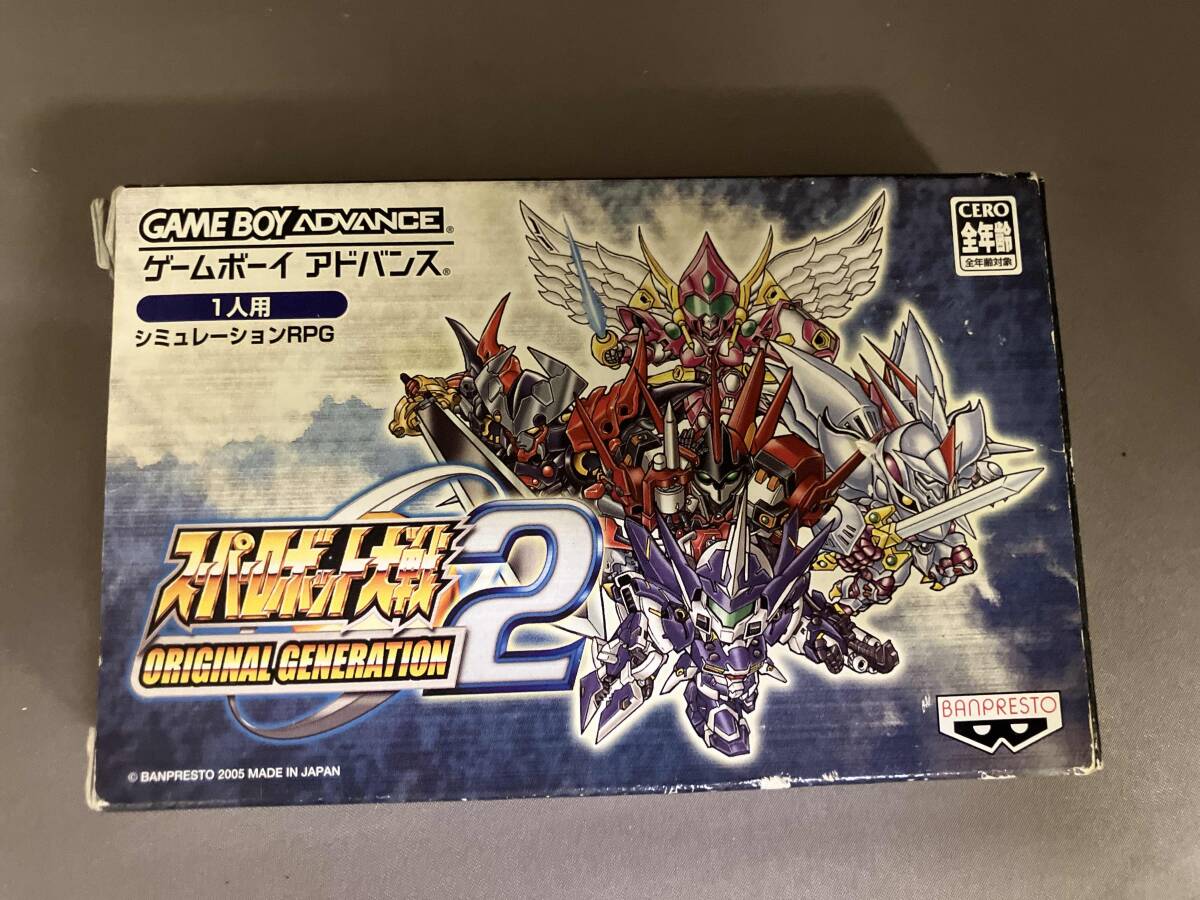 GAME BOY ADVANCE®
ゲームボーイ アドバンス®
1人用
シミュレーションRPG
CERO
全年齢
全年齢対象
スーパーロボット大戦
2
ORIGINAL GENERATION
BANPRESTO
© BANPRESTO 2005 MADE IN JAPAN